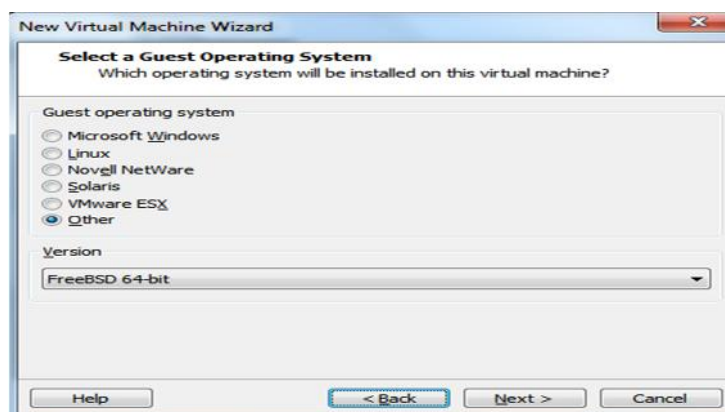 New Virtual Machine Wizard
Select a Guest Operating System
Which operating system will be installed on this virtual machine?
Guest operating system
Microsoft Windows
Linux
Novell NetWare
Solaris
VMware ESX
Other
Version
FreeBSD 64-bit
Help
< Back
Next >
Cancel